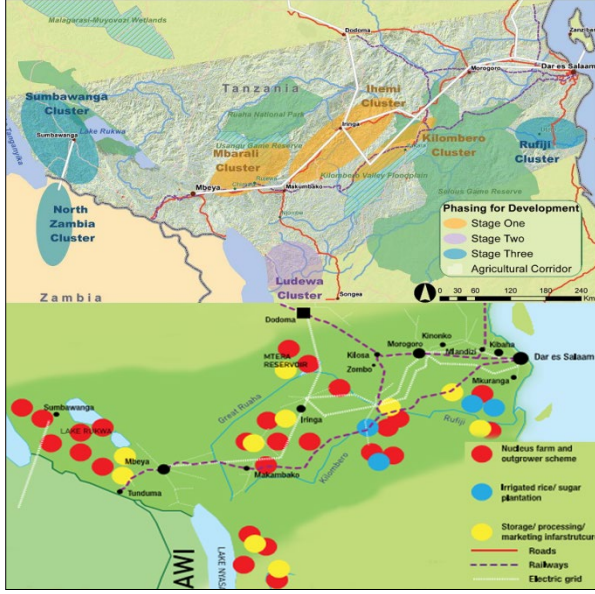 Malagarasi-Muyovozi Wetlands
Dodoma
Zanzibar
Morogoro
Dar es Salaam
Tanzania
Ihemi
Cluster
Sumbawanga
Cluster
Ruaha National Park
Lake Rukwa
Sumbawanga
Iringa
Usangu Game Reserve
Mbarali
Cluster
Kilombero
Cluster
Rufiji
Cluster
Mbeya
Makumbako
Kilombero Valley Floodplain
Selous Game Reserve
North
Zambia
Cluster
Ludewa
Cluster
Songea
Zambia
Phasing for Development
Stage One
Stage Two
Stage Three
Agricultural Corridor
0 30 60 120 180 240
Km
Dodoma
MTERA
RESERVOIR
Kilosa
Zombo
Morogoro
Kinonko
Mlandizi
Kibaha
Dar es Salaam
Mkuranga
Great Ruaha
Iringa
Rufiji
Sumbawanga
LAKE RUKWA
Mbeya
Tunduma
Makambako
Kilombero
AWI
LAKE NYASA
Nucleus farm and
outgrower scheme
Irrigated rice/ sugar
plantation
Storage/ processing/
marketing infarstrutcure
Roads
Railways
Electric grid